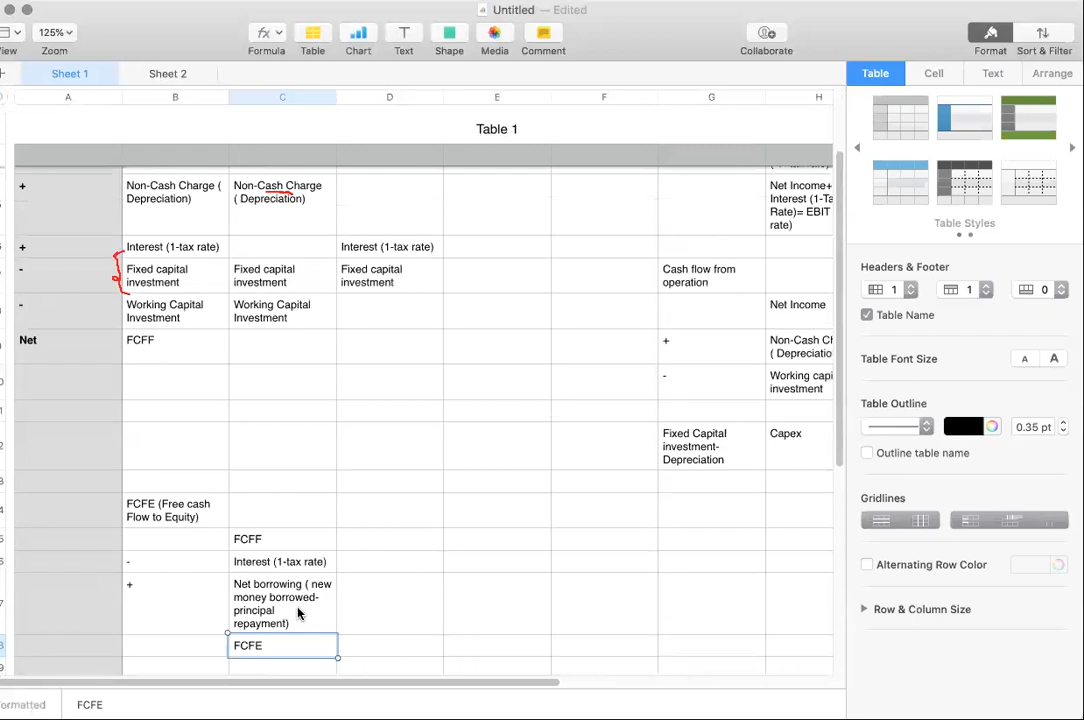 Untitled — Edited
125%
Zoom
Formula
Table
Chart
Text
Shape
Media
Comment
Collaborate
Format
Sort & Filter
Sheet 1
Sheet 2
Table
Cell
Text
Arrange
A
B
C
D
E
F
G
H
Table 1
+
Non-Cash Charge (
Depreciation)
Non-Cash Charge
( Depreciation)
Net Income+
Interest (1-Ta
Rate)= EBIT
rate)
+
Interest (1-tax rate)
Interest (1-tax rate)
-
Fixed capital
investment
Fixed capital
investment
Fixed capital
investment
Cash flow from
operation
-
Working Capital
Investment
Working Capital
Investment
Net Income
Net
FCFF
+
Non-Cash Ch
( Depreciatio
-
Working capi
investment
Fixed Capital
investment-
Depreciation
Capex
FCFE (Free cash
Flow to Equity)
FCFF
-
Interest (1-tax rate)
+
Net borrowing ( new
money borrowed-
principal
repayment)
FCFE
Table Styles
Headers & Footer
1
1
0
Table Name
Table Font Size
A
A
Table Outline
0.35 pt
Outline table name
Gridlines
Alternating Row Color
Row & Column Size
FCFE